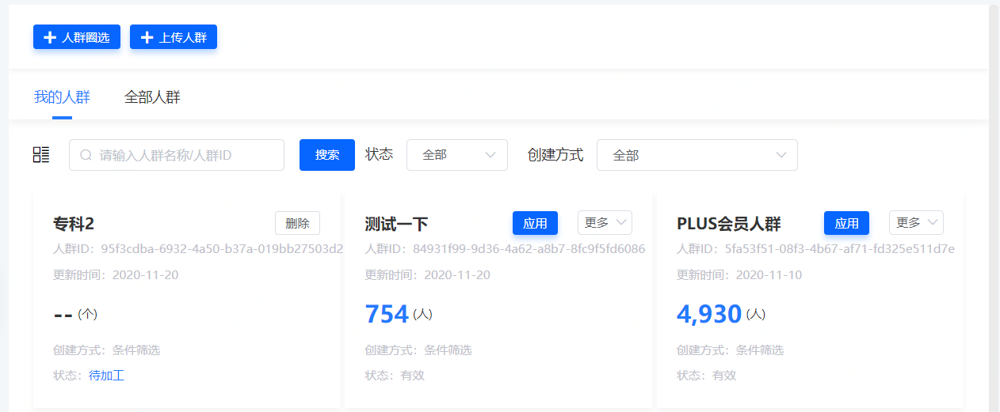 人群圈选 上传人群
我的人群 全部人群
请输入人群名称/人群ID 搜索 状态 全部 创建方式 全部
专科2 删除
人群ID：95f3cdba-6932-4a50-b37a-019bb27503d2
更新时间：2020-11-20
-- (个)
创建方式：条件筛选
状态：待加工
测试一下 应用 更多
人群ID：84931f99-9d36-4a62-a8b7-8fc9f5fd6086
更新时间：2020-11-20
754 (人)
创建方式：条件筛选
状态：有效
PLUS会员人群 应用 更多
人群ID：5fa53f51-08f3-4b67-af71-fd325e511d7e
更新时间：2020-11-10
4,930 (人)
创建方式：条件筛选
状态：有效